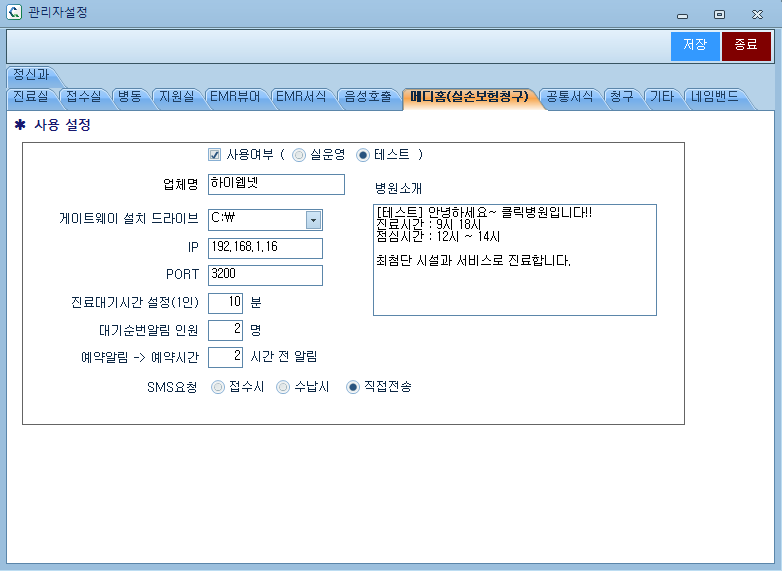 관리자설정
저장 종료
정신과
진료실 접수실 병동 지원실 EMR뷰어 EMR서식 음성호출 메디홈(실손보험청구) 공통서식 청구 기타 네임밴드
✱ 사용 설정
사용여부 ( 실운영 테스트 )
업체명 하이웹넷
병원소개
게이트웨이 설치 드라이브 C:₩
IP 192.168.1.16
PORT 3200
진료대기시간 설정(1인) 10 분
대기순번알림 인원 2 명
예약알림 -> 예약시간 2 시간 전 알림
SMS요청 접수시 수납시 직접전송
[테스트] 안녕하세요~ 클릭병원입니다!!
진료시간 : 9시 18시
점심시간 : 12시 ~ 14시
최첨단 시설과 서비스로 진료합니다.